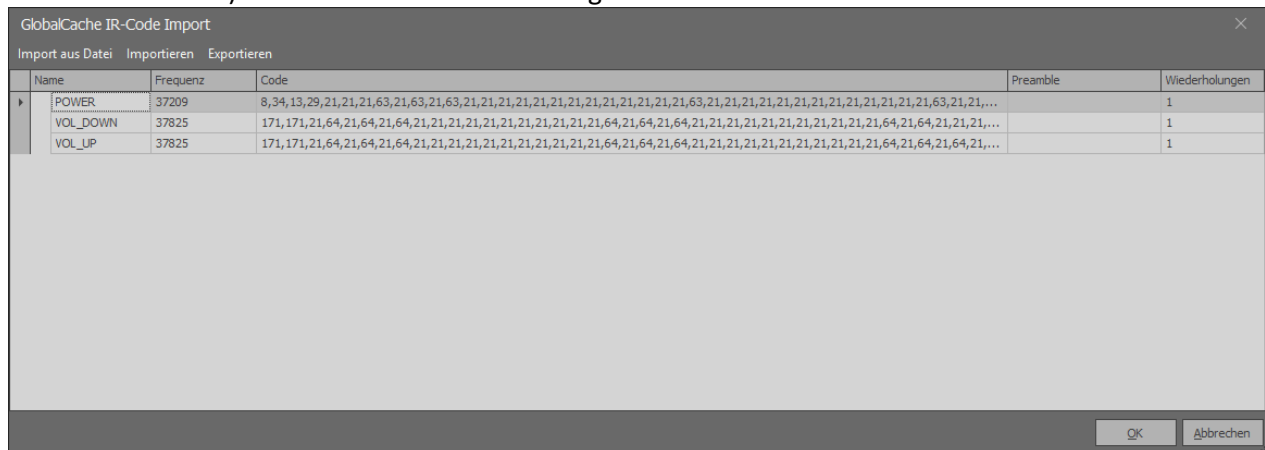 GlobalCache IR-Code Import
Import aus Datei Importieren Exportieren
Name Frequenz Code Preamble Wiederholungen
POWER 37209 8,34,13,29,21,21,21,63,21,63,21,63,21,21,21,21,21,21,21,21,21,21,21,63,21,21,21,21,21,21,21,21,21,21,21,63,21,21,... 1
VOL_DOWN 37825 171,171,21,64,21,64,21,64,21,21,21,21,21,21,21,21,21,21,21,64,21,64,21,64,21,21,21,21,21,21,21,21,21,21,21,64,21,64,21,21,21,... 1
VOL_UP 37825 171,171,21,64,21,64,21,64,21,21,21,21,21,21,21,21,21,21,21,64,21,64,21,64,21,21,21,21,21,21,21,21,21,21,21,64,21,64,21,64,21,... 1
OK Abbrechen